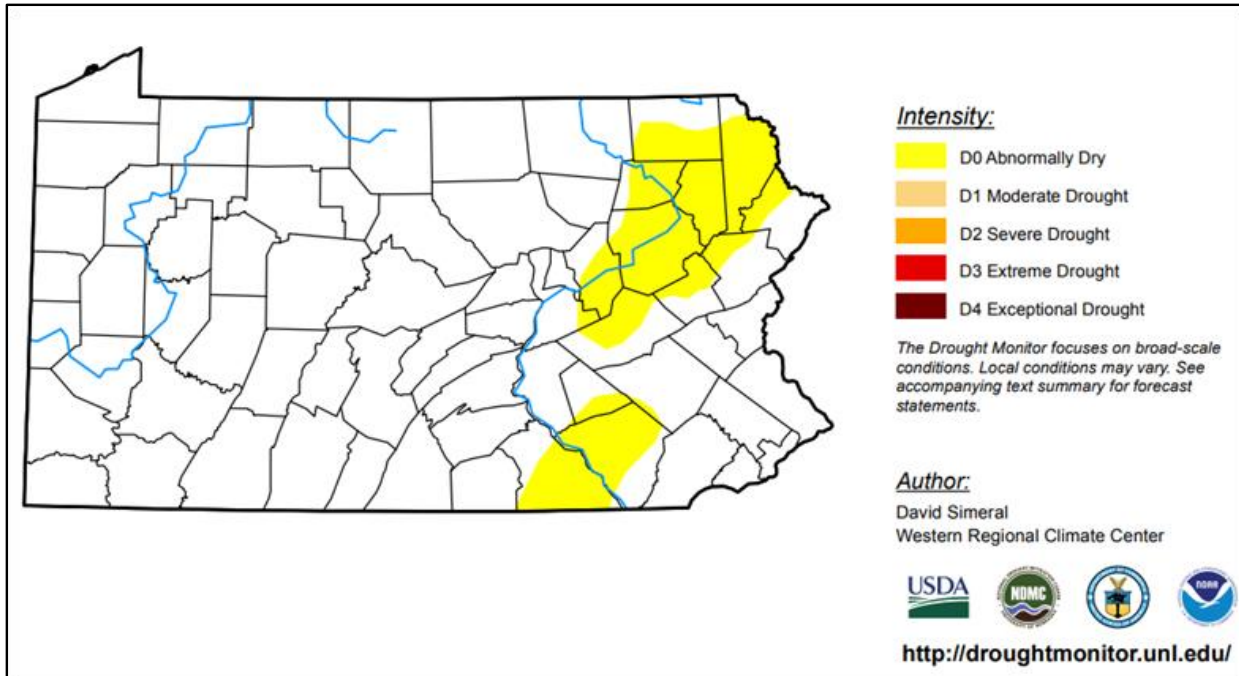 Intensity:
D0 Abnormally Dry
D1 Moderate Drought
D2 Severe Drought
D3 Extreme Drought
D4 Exceptional Drought
The Drought Monitor focuses on broad-scale
conditions. Local conditions may vary. See
accompanying text summary for forecast
statements.
Author:
David Simeral
Western Regional Climate Center
USDA
NDMC
NOAA
http://droughtmonitor.unl.edu/